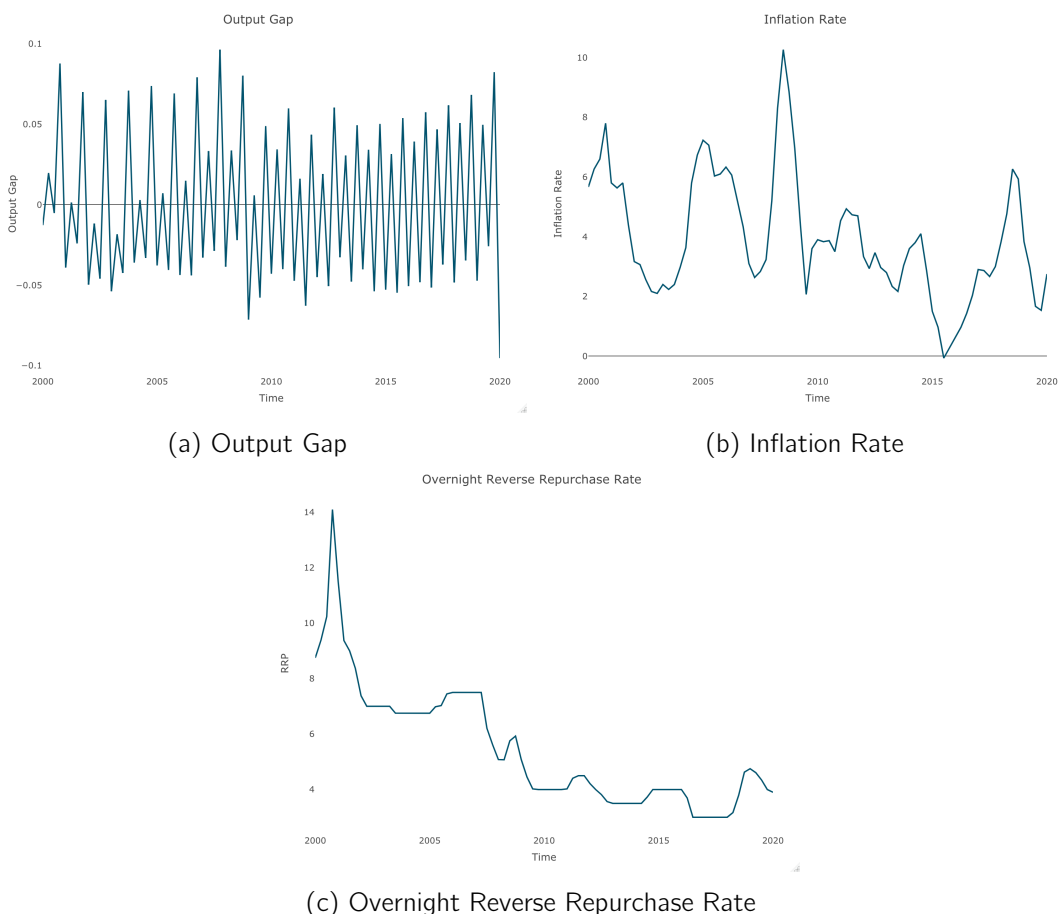 Output Gap
0.1
0.05
0
−0.05
−0.1
Output Gap
2000
2005
2010
2015
2020
Time
(a) Output Gap
Inflation Rate
10
8
6
4
2
0
Inflation Rate
2000
2005
2010
2015
2020
Time
(b) Inflation Rate
Overnight Reverse Repurchase Rate
14
12
10
8
6
4
RRP
2000
2005
2010
2015
2020
Time
(c) Overnight Reverse Repurchase Rate